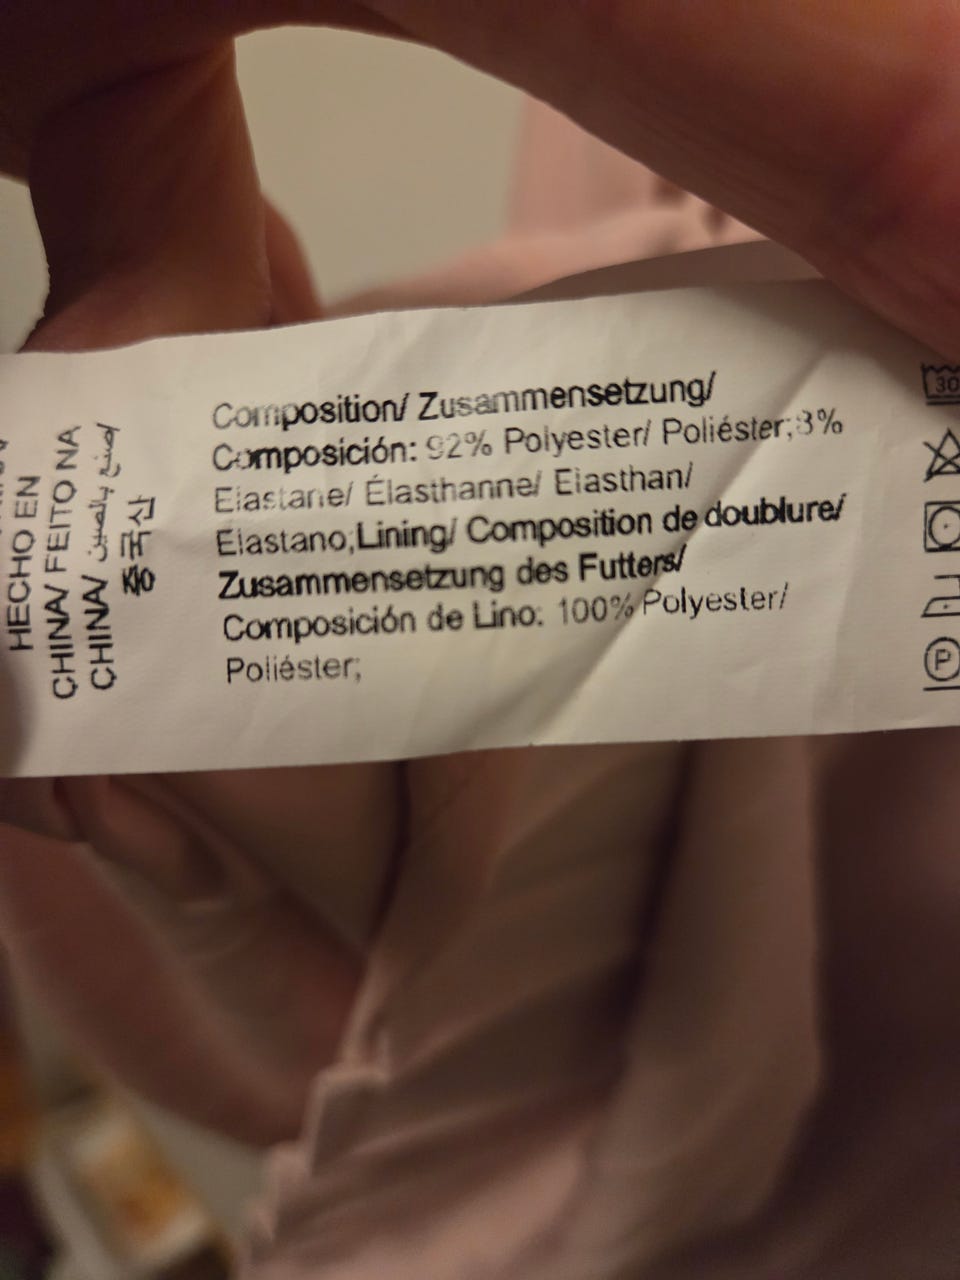 HECHO EN
CHINA/ FEITO NA
CHINA/ اصنع بالصين
중국산
Composition/ Zusammensetzung/
Composición: 92% Polyester/ Poliéster;8%
Elastane/ Élasthanne/ Elasthan/
Elastano;Lining/ Composition de doublure/
Zusammensetzung des Futters/
Composición de Lino: 100% Polyester/
Poliéster;
30
P